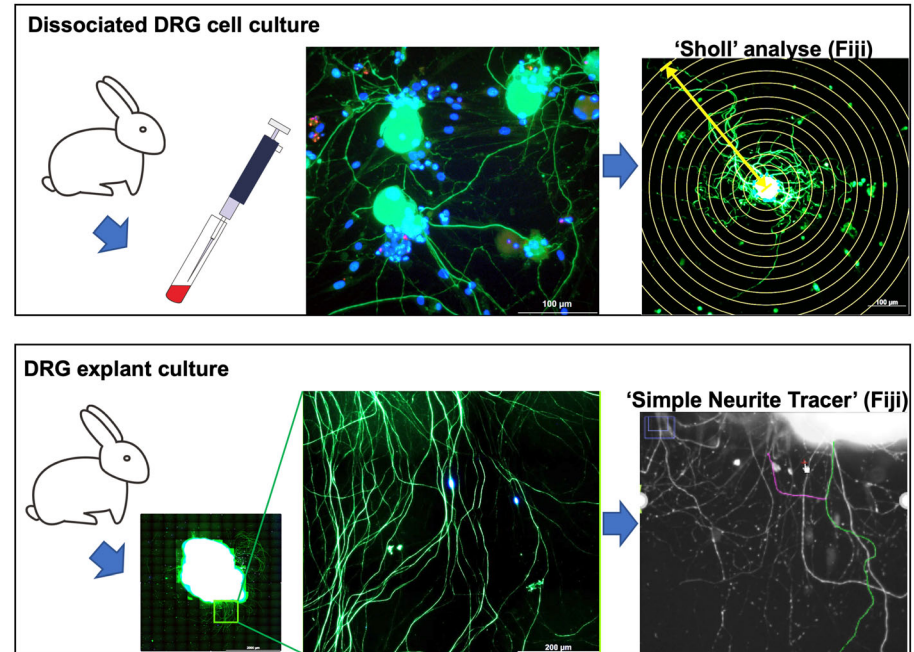 Dissociated DRG cell culture
'Sholl' analyse (Fiji)
100 µm
100 µm
DRG explant culture
'Simple Neurite Tracer' (Fiji)
200 µm